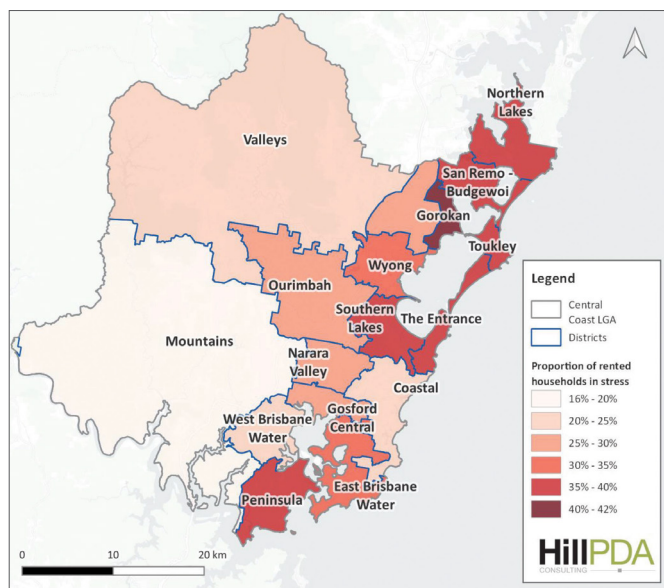 Northern
Lakes
Valleys
San Remo -
Budgewoi
Gorokan
Toukley
Wyong
Ourimbah
Southern
Lakes
The Entrance
Mountains
Narara
Valley
Coastal
West Brisbane
Water
Gosford
Central
Peninsula
East Brisbane
Water
0 10 20 km
Legend
Central
Coast LGA
Districts
Proportion of rented
households in stress
16% - 20%
20% - 25%
25% - 30%
30% - 35%
35% - 40%
40% - 42%
HillPDA
CONSULTING